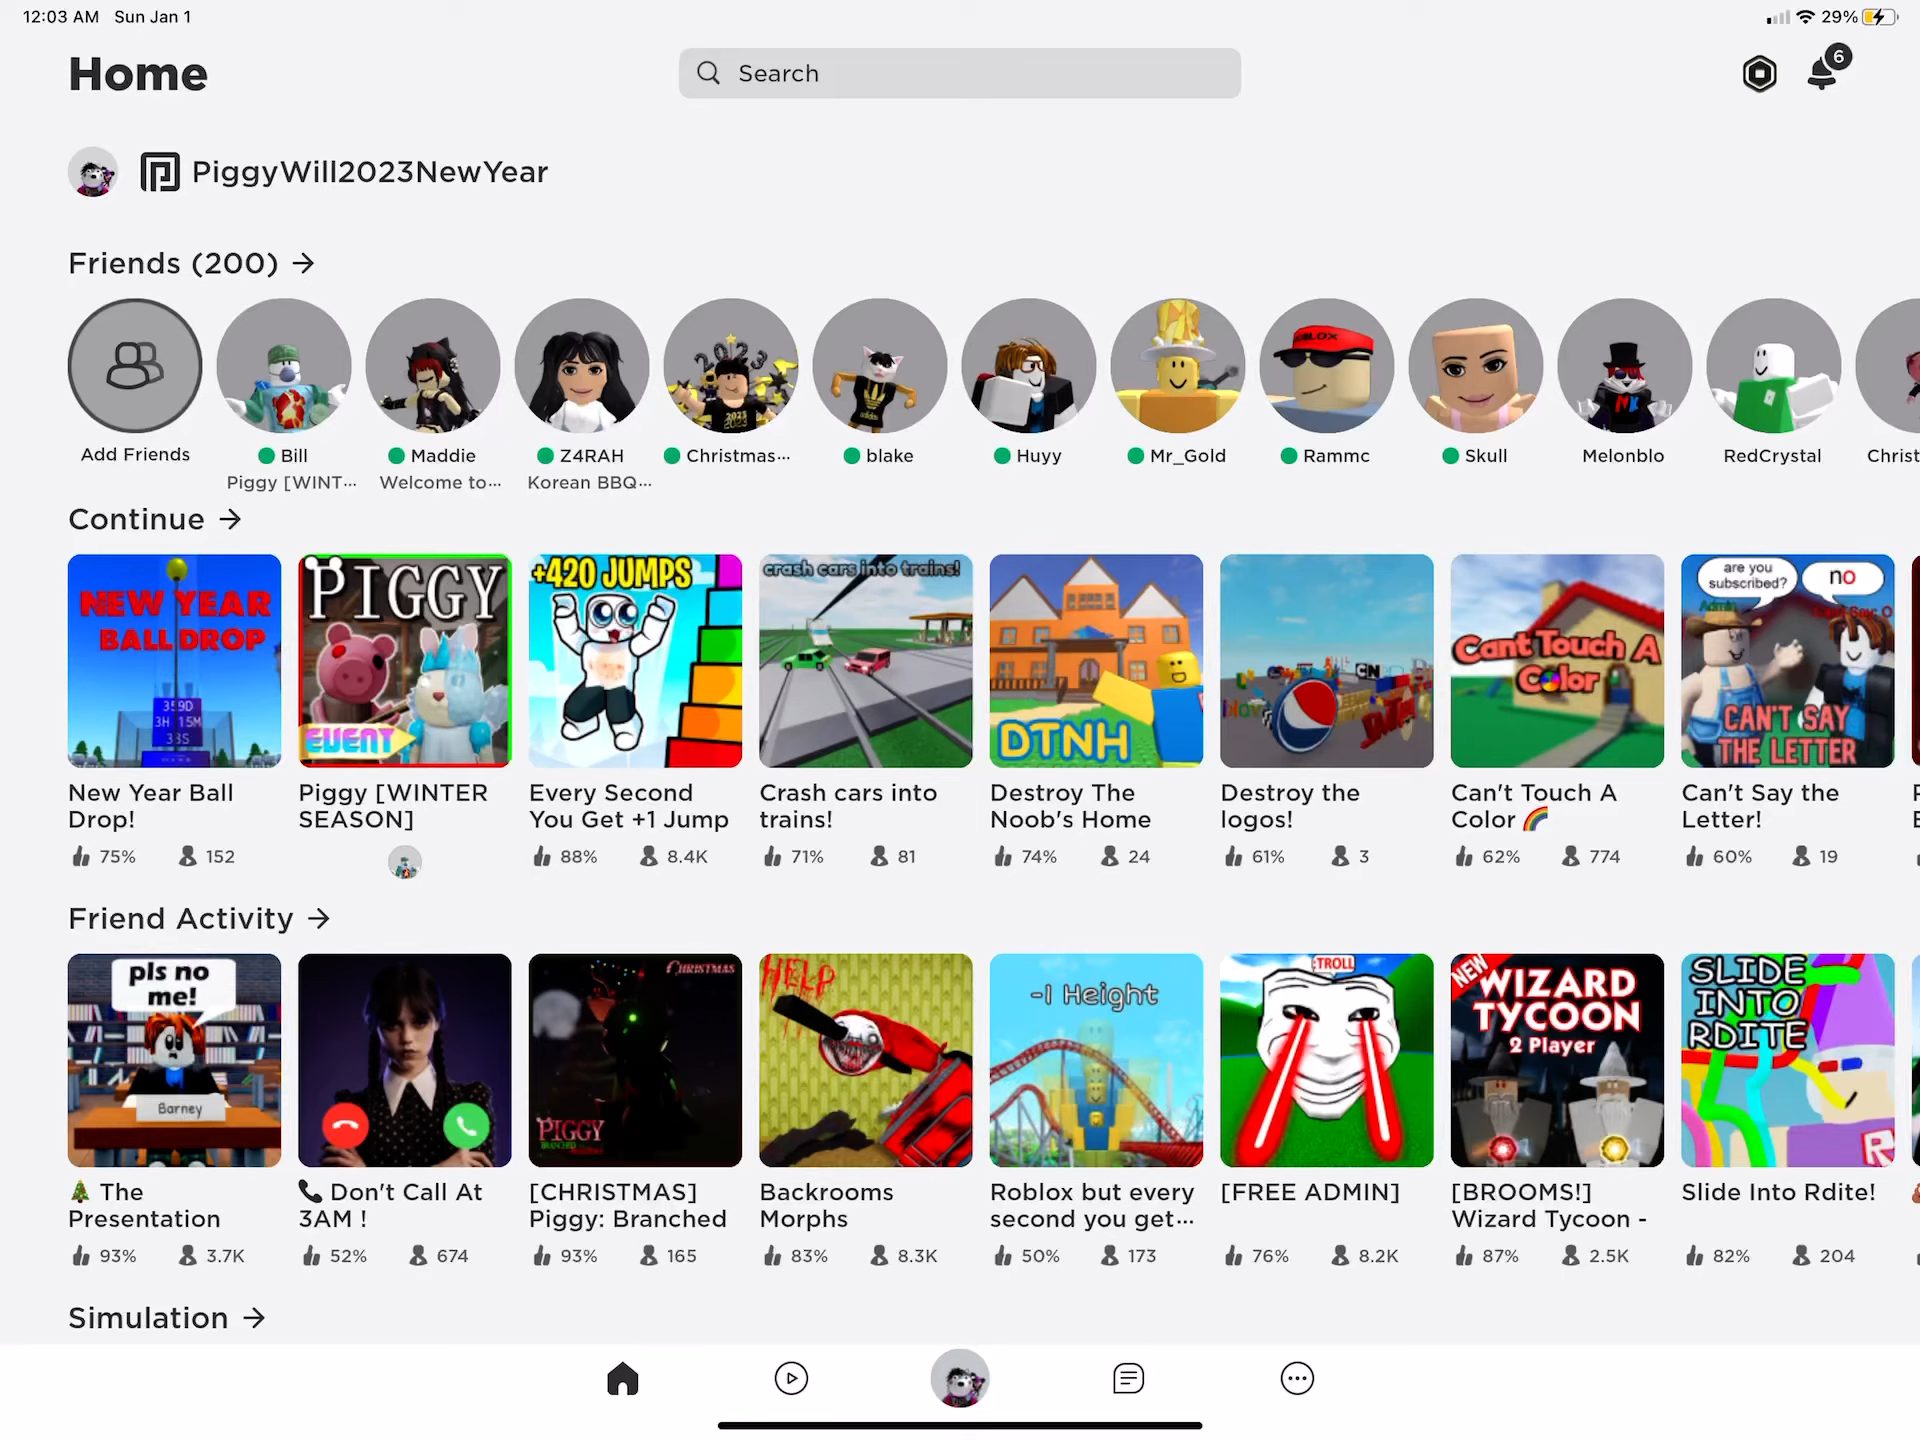 12:03 AM Sun Jan 1
29%
Home
Search
6
PiggyWill2023NewYear
Friends (200)
Add Friends
Bill
Maddie
Z4RAH
Christmas...
blake
Huyy
Mr_Gold
Rammc
Skull
Melonblo
RedCrystal
Christ
Piggy [WINT...
Welcome to...
Korean BBQ...
Continue
NEW YEAR
BALL DROP
359D
3H 15M
38S
PIGGY
EVENT
+420 JUMPS
crash cars into trains!
DTNH
Cant Touch A
Color
are you
subscribed?
no
CAN'T SAY
THE LETTER
New Year Ball
Drop!
Piggy [WINTER
SEASON]
Every Second
You Get +1 Jump
Crash cars into
trains!
Destroy The
Noob's Home
Destroy the
logos!
Can't Touch A
Color 🌈
Can't Say the
Letter!
75% 152
88% 8.4K
71% 81
74% 24
61% 3
62% 774
60% 19
Friend Activity
pls no
me!
Barney
CHRISTMAS
PIGGY
HELP
-1 Height
TROLL
NEW
WIZARD
TYCOON
2 Player
SLIDE
INTO
RDITE
🎄 The
Presentation
📞 Don't Call At
3AM !
[CHRISTMAS]
Piggy: Branched
Backrooms
Morphs
Roblox but every
second you get...
[FREE ADMIN]
[BROOMS!]
Wizard Tycoon -
Slide Into Rdite!
93% 3.7K
52% 674
93% 165
83% 8.3K
50% 173
76% 8.2K
87% 2.5K
82% 204
Simulation